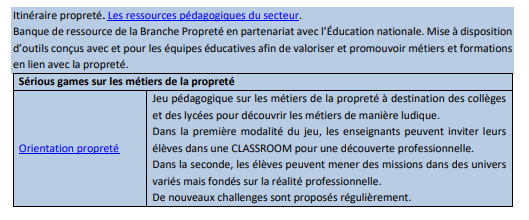 Itinéraire propreté. Les ressources pédagogiques du secteur.
Banque de ressource de la Branche Propreté en partenariat avec l’Éducation nationale. Mise à disposition
d’outils conçus avec et pour les équipes éducatives afin de valoriser et promouvoir métiers et formations
en lien avec la propreté.
Sérious games sur les métiers de la propreté
Orientation propreté
Jeu pédagogique sur les métiers de la propreté à destination des collèges
et des lycées pour découvrir les métiers de manière ludique.
Dans la première modalité du jeu, les enseignants peuvent inviter leurs
élèves dans une CLASSROOM pour une découverte professionnelle.
Dans la seconde, les élèves peuvent mener des missions dans des univers
variés mais fondés sur la réalité professionnelle.
De nouveaux challenges sont proposés régulièrement.